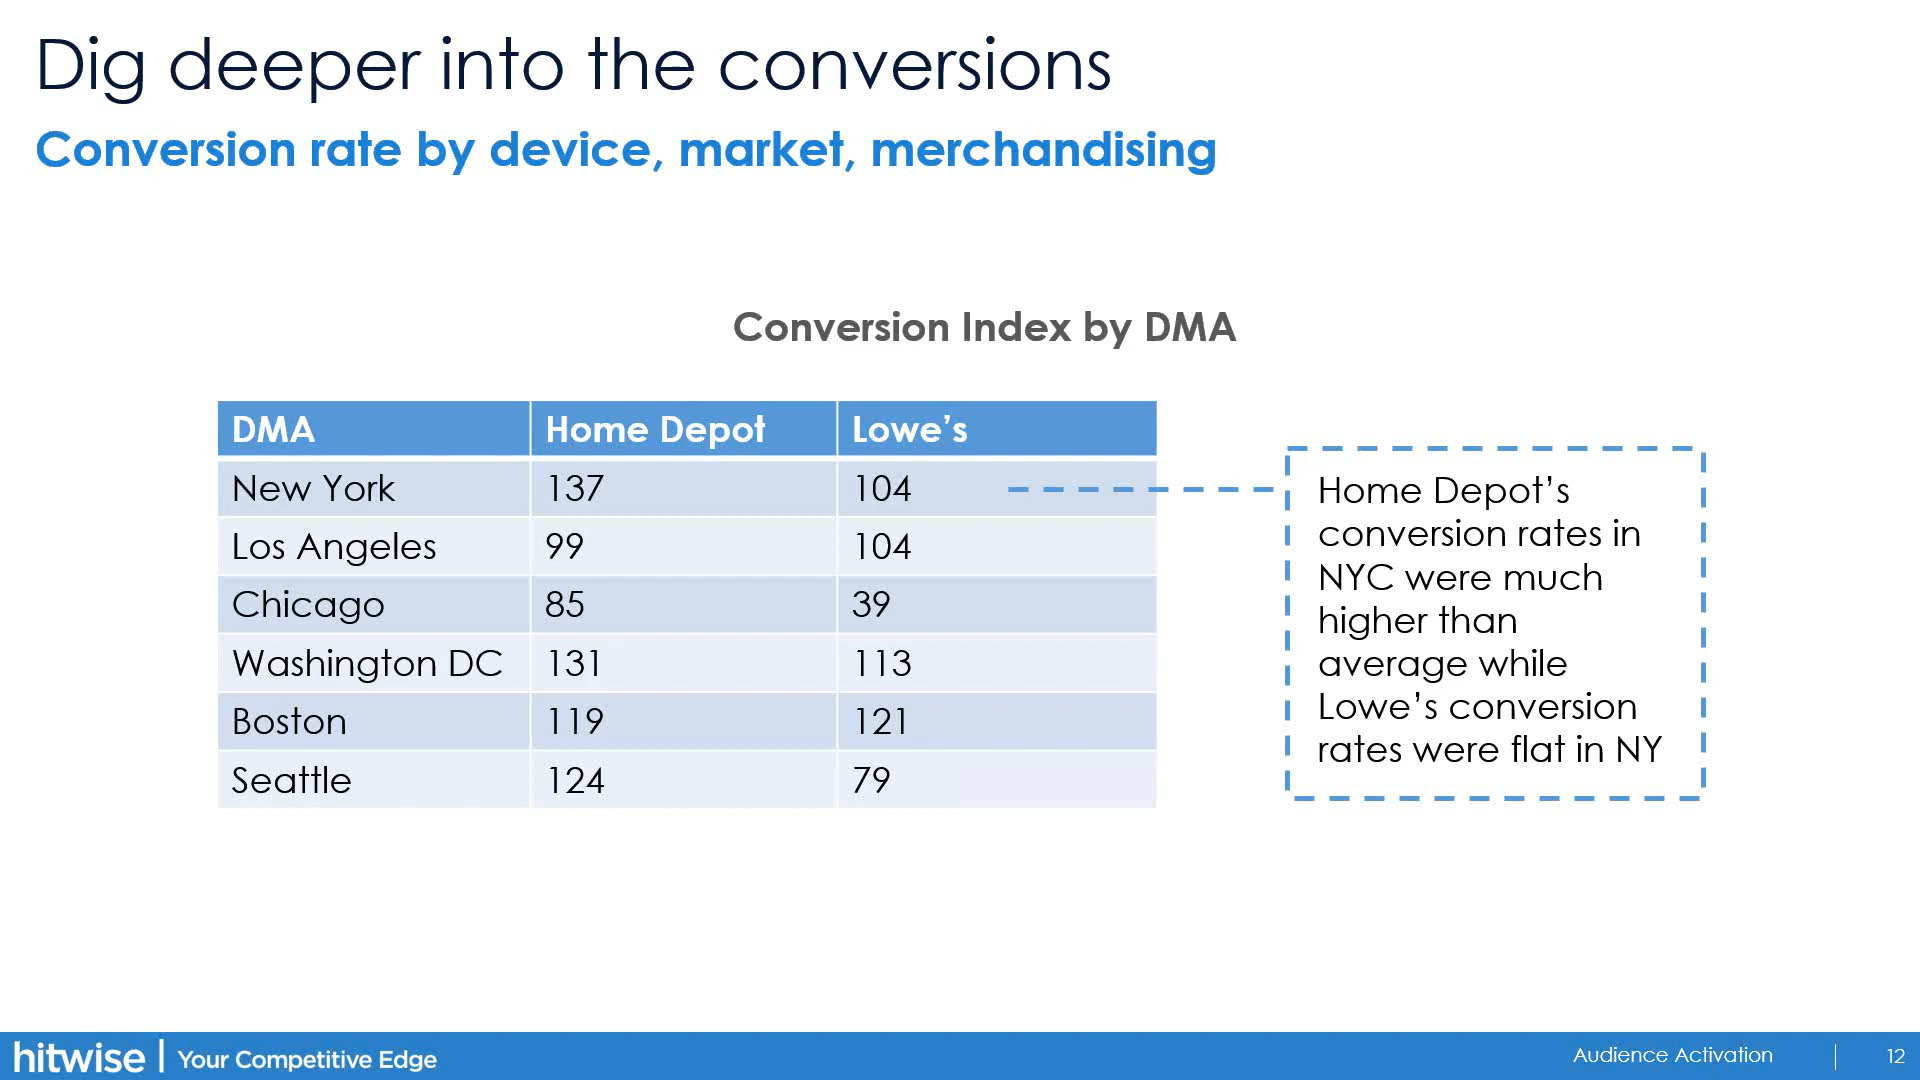 Dig deeper into the conversions
Conversion rate by device, market, merchandising
Conversion Index by DMA
DMA Home Depot Lowe’s
New York 137 104
Los Angeles 99 104
Chicago 85 39
Washington DC 131 113
Boston 119 121
Seattle 124 79
Home Depot’s
conversion rates in
NYC were much
higher than
average while
Lowe’s conversion
rates were flat in NY
hitwise | Your Competitive Edge
Audience Activation | 12